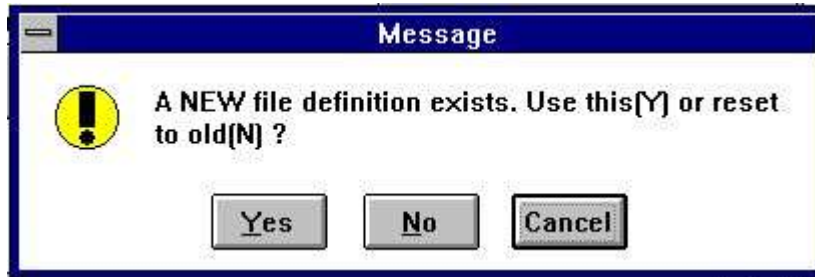 Message
A NEW file definition exists. Use this(Y) or reset
to old(N) ?
Yes No Cancel